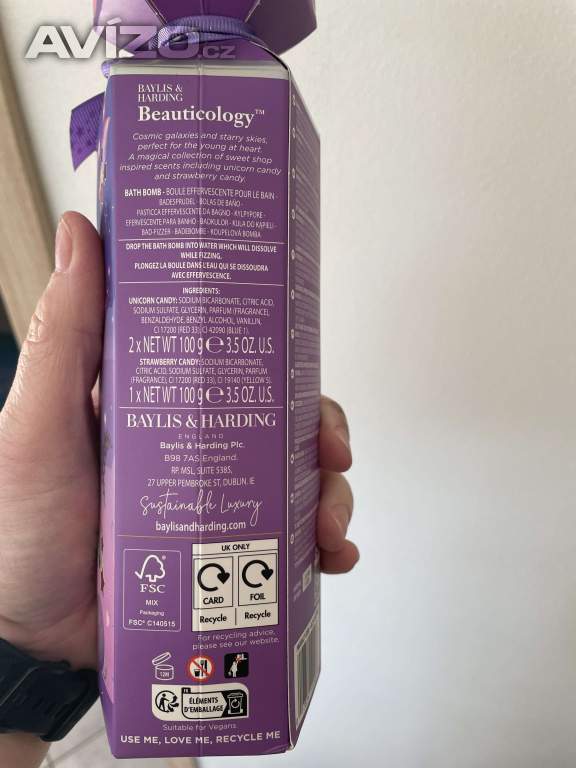 AVÍZO.cz
BAYLIS &
HARDING
Beauticology™
Cosmic galaxies and starry skies,
perfect for the young at heart.
A magical collection of sweet shop
inspired scents including unicorn candy
and strawberry candy.
BATH BOMB - BOULE EFFERVESCENTE POUR LE BAIN -
BADESPRUDEL - BOLAS DE BAÑO -
PASTICCA EFFERVESCENTE DA BAGNO - KYLPYPORE -
EFERVESCENTE PARA BANHO - BADKULOR - KULA DO KĄPIELI -
BAD-FIZZER - BADEBOMBE - KOUPELOVÁ BOMBA
DROP THE BATH BOMB INTO WATER WHICH WILL DISSOLVE
WHILE FIZZING.
PLONGEZ LA BOULE DANS L'EAU QUI SE DISSOUDRA
AVEC EFFERVESCENCE.
INGREDIENTS:
UNICORN CANDY: SODIUM BICARBONATE, CITRIC ACID,
SODIUM SULFATE, GLYCERIN, PARFUM (FRAGRANCE),
BENZALDEHYDE, BENZYL ALCOHOL, VANILLIN,
CI 17200 (RED 33), CI 42090 (BLUE 1).
2 x NET WT 100 g ℮ 3.5 OZ. U.S.
STRAWBERRY CANDY: SODIUM BICARBONATE,
CITRIC ACID, SODIUM SULFATE, GLYCERIN, PARFUM
(FRAGRANCE), CI 17200 (RED 33), CI 19140 (YELLOW 5).
1 x NET WT 100 g ℮ 3.5 OZ. U.S.
BAYLIS & HARDING
ENGLAND
Baylis & Harding Plc.
B98 7AS England.
RP. MSL, SUITE 5385,
27 UPPER PEMBROKE ST, DUBLIN, IE
Sustainable Luxury
baylisandharding.com
UK ONLY
CARD
FOIL
Recycle
Recycle
FSC
MIX
Packaging
FSC® C140515
For recycling advice,
please see our website.
12M
FR
ÉLÉMENTS
D'EMBALLAGE
Suitable for Vegans
USE ME, LOVE ME, RECYCLE ME